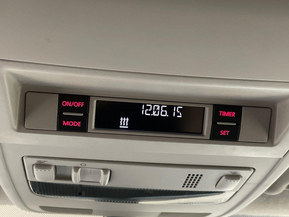 ON/OFF
12.06.15
TIMER
MODE
SET